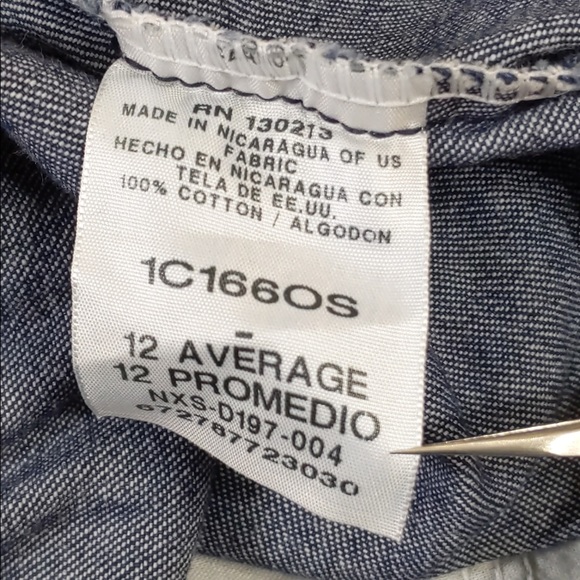 RN 130213
MADE IN NICARAGUA OF US
FABRIC
HECHO EN NICARAGUA CON
TELA DE EE.UU.
100% COTTON / ALGODON
1C166OS
-
12 AVERAGE
12 PROMEDIO
NXS-D197-004
672787723030